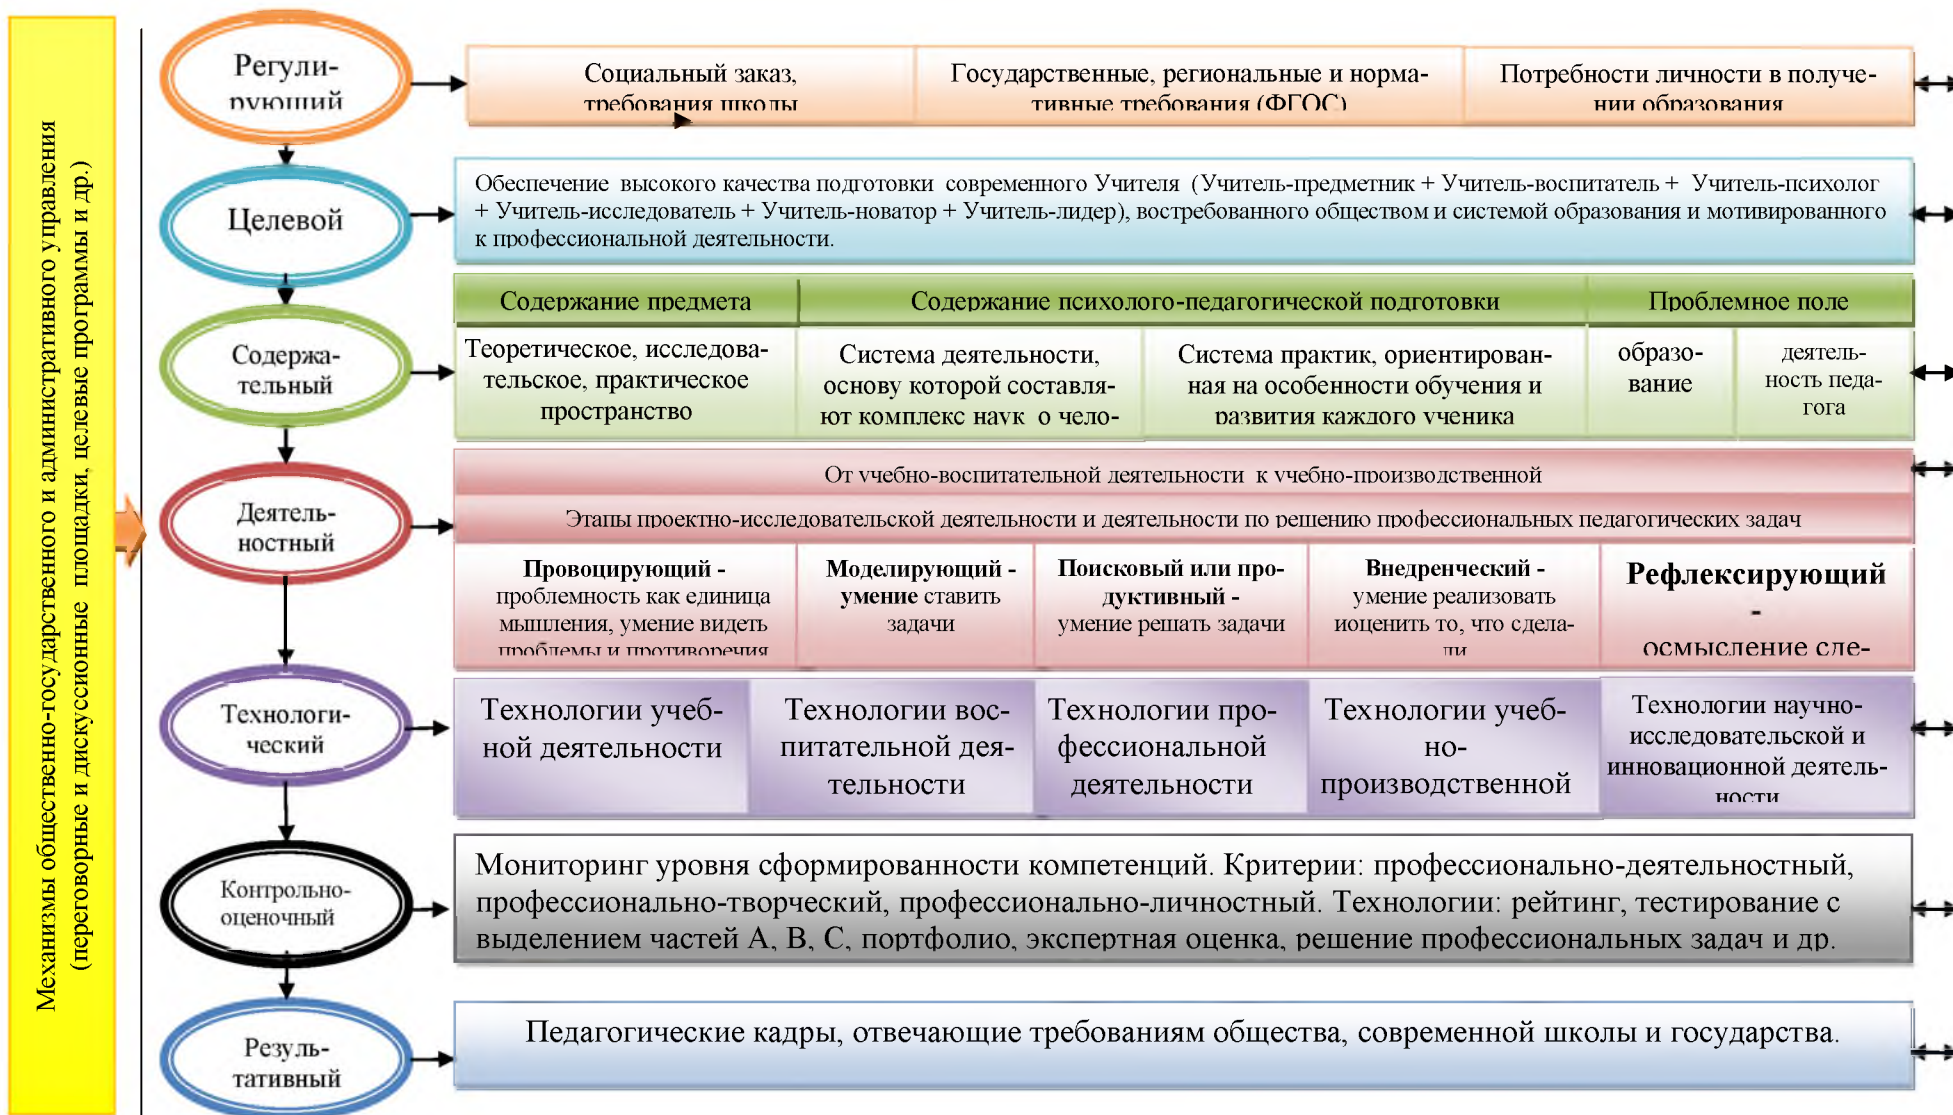 Механизмы общественно-государственного и административного управления
(переговорные и дискуссионные площадки, целевые программы и др.)
Регули-
рующий
Социальный заказ,
требования школы
Государственные, региональные и норма-
тивные требования (ФГОС)
Потребности личности в получе-
нии образования
Целевой
Обеспечение высокого качества подготовки современного Учителя (Учитель-предметник + Учитель-воспитатель + Учитель-психолог
+ Учитель-исследователь + Учитель-новатор + Учитель-лидер), востребованного обществом и системой образования и мотивированного
к профессиональной деятельности.
Содержа-
тельный
Содержание предмета
Содержание психолого-педагогической подготовки
Проблемное поле
Теоретическое, исследова-
тельское, практическое
пространство
Система деятельности,
основу которой составля-
ют комплекс наук о чело-
Система практик, ориентирован-
ная на особенности обучения и
развития каждого ученика
образо-
вание
деятель-
ность педа-
гога
Деятель-
ностный
От учебно-воспитательной деятельности к учебно-производственной
Этапы проектно-исследовательской деятельности и деятельности по решению профессиональных педагогических задач
Провоцирующий -
проблемность как единица
мышления, умение видеть
проблемы и противоречия
Моделирующий -
умение ставить
задачи
Поисковый или про-
дуктивный -
умение решать задачи
Внедренческий -
умение реализовать
иоценить то, что сдела-
ли
Рефлексирующий
-
осмысление сде-
Технологи-
ческий
Технологии учеб-
ной деятельности
Технологии вос-
питательной дея-
тельности
Технологии про-
фессиональной
деятельности
Технологии учеб-
но-
производственной
Технологии научно-
исследовательской и
инновационной деятель-
ности
Контрольно-
оценочный
Мониторинг уровня сформированности компетенций. Критерии: профессионально-деятельностный,
профессионально-творческий, профессионально-личностный. Технологии: рейтинг, тестирование с
выделением частей А, В, С, портфолио, экспертная оценка, решение профессиональных задач и др.
Резуль-
тативный
Педагогические кадры, отвечающие требованиям общества, современной школы и государства.